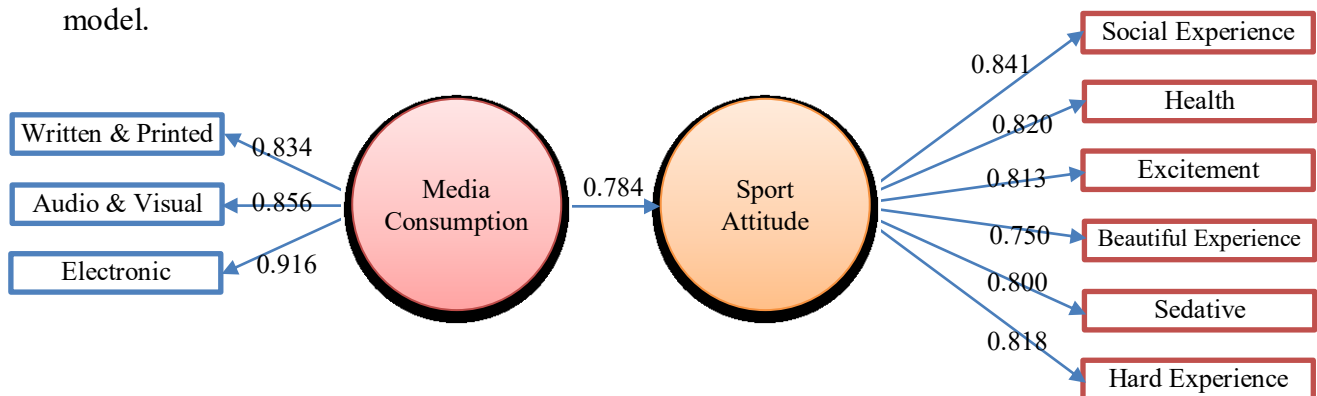 model.
Social Experience
0.841
Health
0.820
Written & Printed
0.834
Excitement
0.813
Media
Consumption
0.784
Sport
Attitude
Audio & Visual
0.856
0.750
Beautiful Experience
Electronic
0.916
0.800
Sedative
0.818
Hard Experience